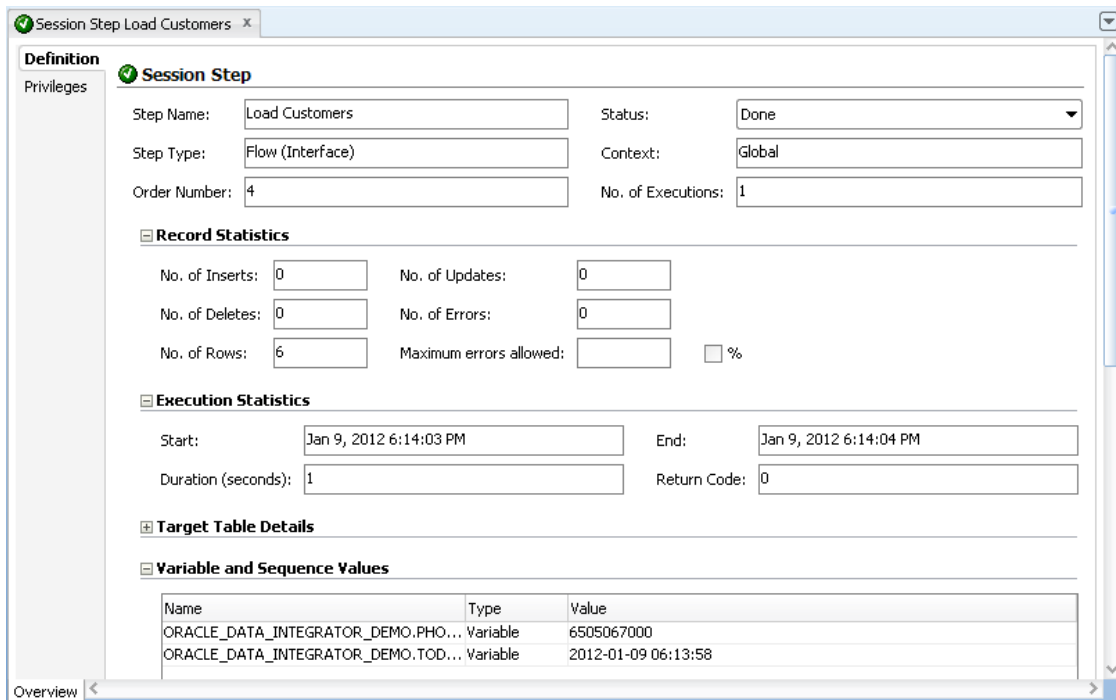 Session Step Load Customers x
Definition
Privileges
Session Step
Step Name: Load Customers Status: Done
Step Type: Flow (Interface) Context: Global
Order Number: 4 No. of Executions: 1
Record Statistics
No. of Inserts: 0 No. of Updates: 0
No. of Deletes: 0 No. of Errors: 0
No. of Rows: 6 Maximum errors allowed: %
Execution Statistics
Start: Jan 9, 2012 6:14:03 PM End: Jan 9, 2012 6:14:04 PM
Duration (seconds): 1 Return Code: 0
Target Table Details
Variable and Sequence Values
Name Type Value
ORACLE_DATA_INTEGRATOR_DEMO.PHO... Variable 6505067000
ORACLE_DATA_INTEGRATOR_DEMO.TOD... Variable 2012-01-09 06:13:58
Overview